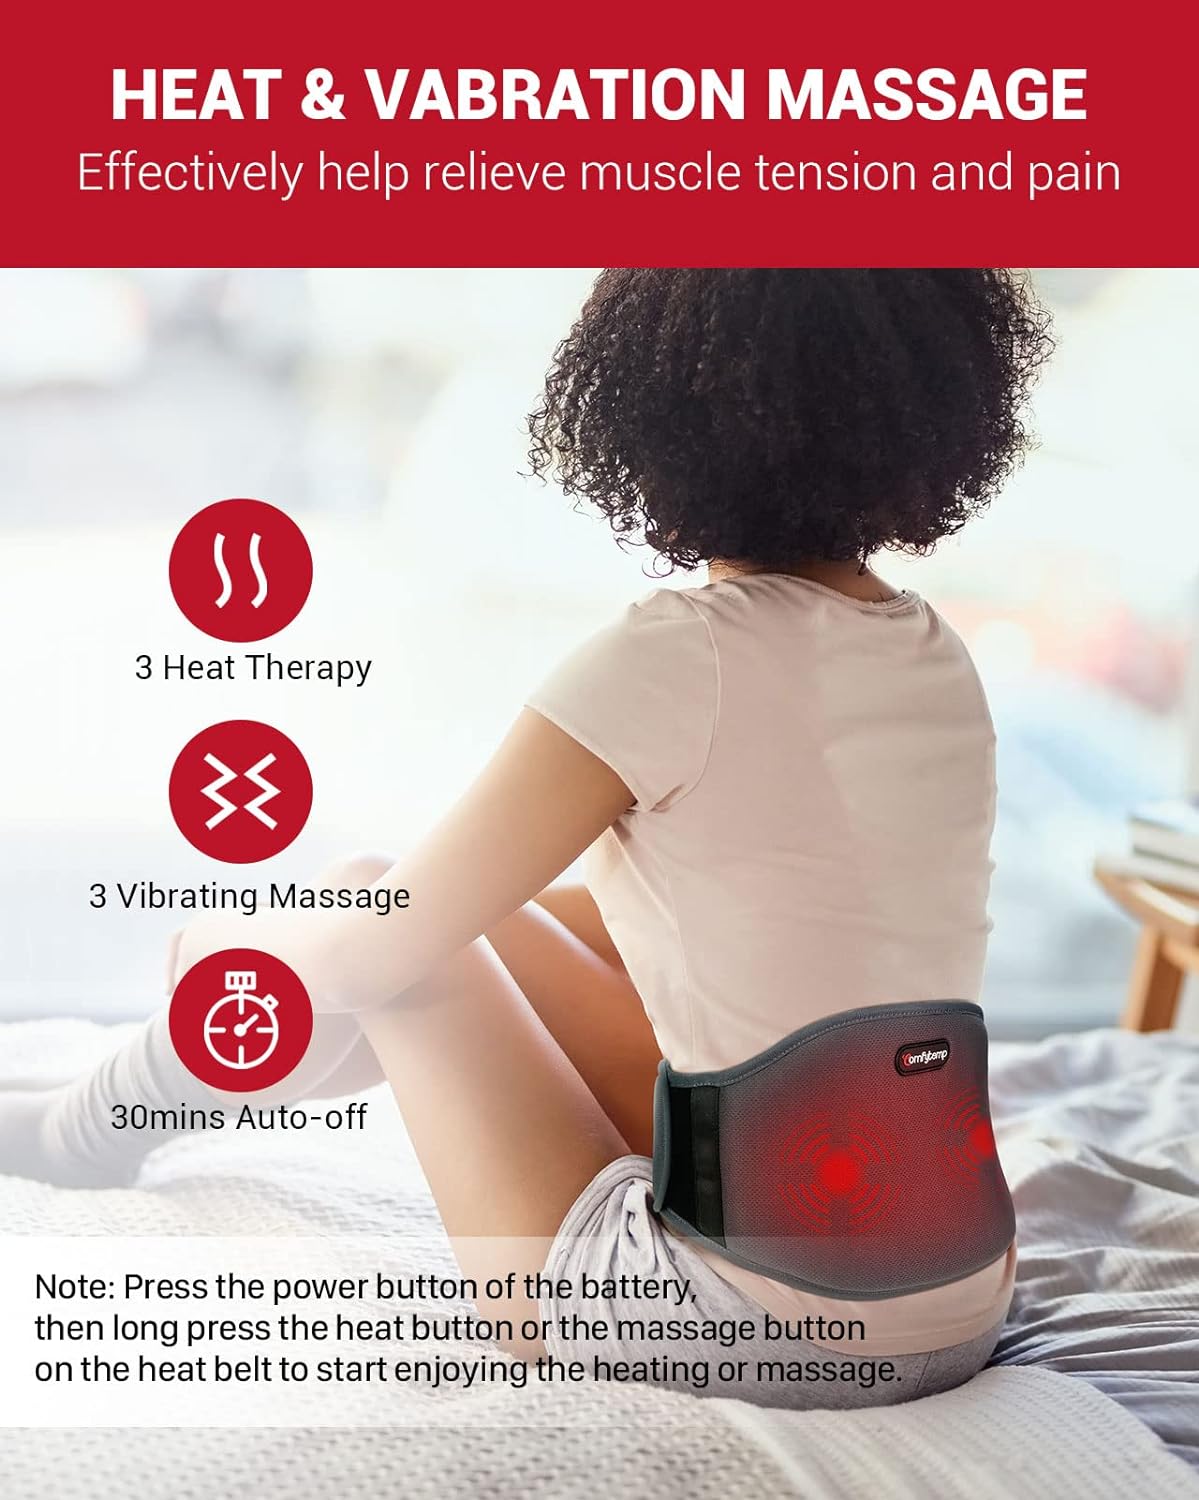 HEAT & VABRATION MASSAGE
Effectively help relieve muscle tension and pain
3 Heat Therapy
3 Vibrating Massage
30mins Auto-off
Comfytemp
Note: Press the power button of the battery,
then long press the heat button or the massage button
on the heat belt to start enjoying the heating or massage.